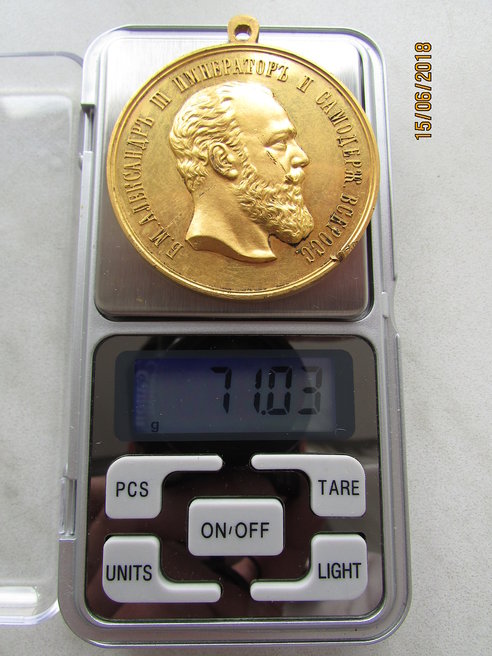 15/06/2018
Б.М.АЛЕКСАНДРЪ III ИМПЕРАТОРЪ И САМОДЕРЖ. ВСЕРОСС.
71.03
g
PCS
TARE
ON/OFF
UNITS
LIGHT